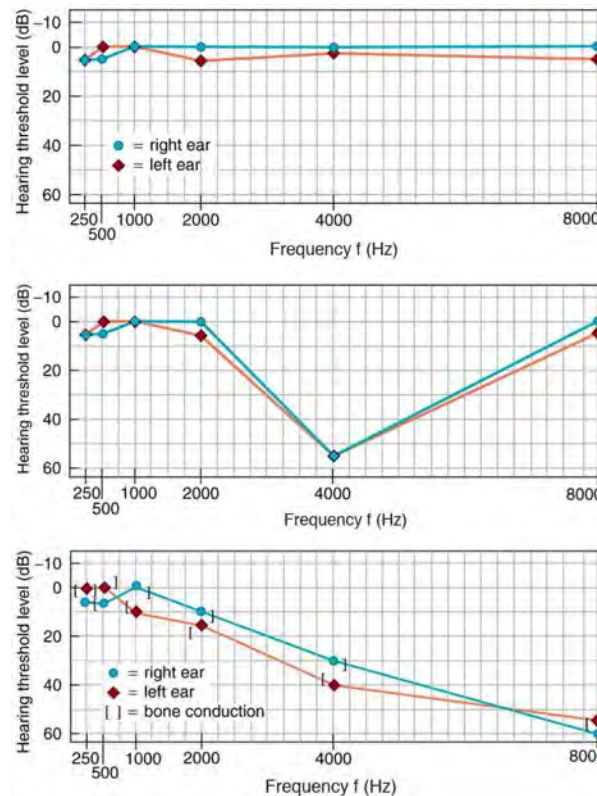 Hearing threshold level (dB)
-10
0
20
40
60
= right ear
= left ear
250
500
1000
2000
4000
8000
Frequency f (Hz)
Hearing threshold level (dB)
-10
0
20
40
60
250
500
1000
2000
4000
8000
Frequency f (Hz)
Hearing threshold level (dB)
-10
0
20
40
60
= right ear
= left ear
[ ] = bone conduction
250
500
1000
2000
4000
Frequency f (Hz)